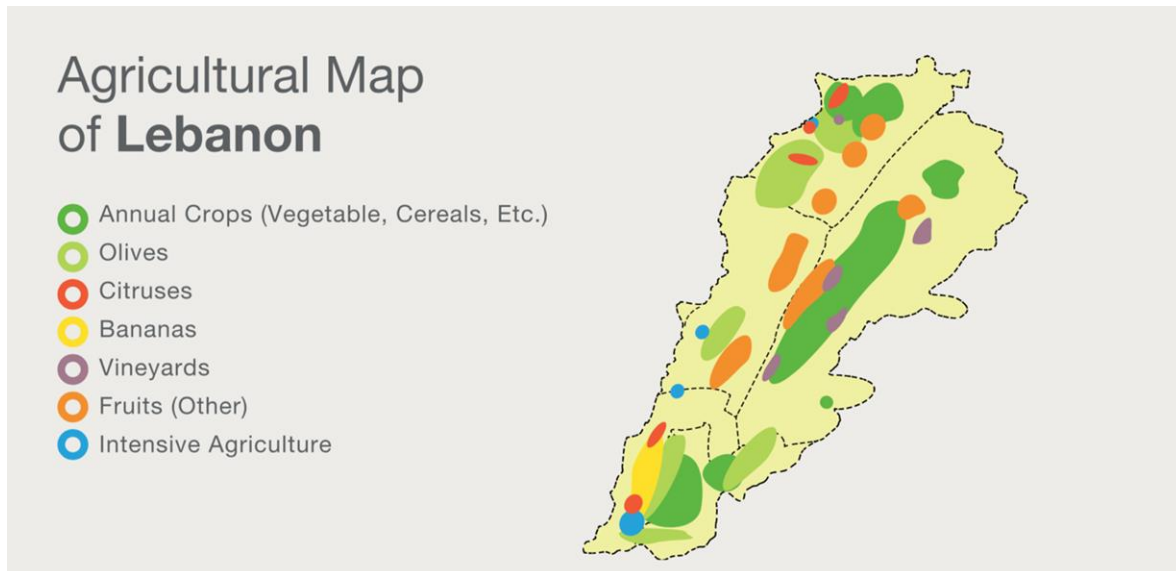 Agricultural Map
of Lebanon
Annual Crops (Vegetable, Cereals, Etc.)
Olives
Citruses
Bananas
Vineyards
Fruits (Other)
Intensive Agriculture